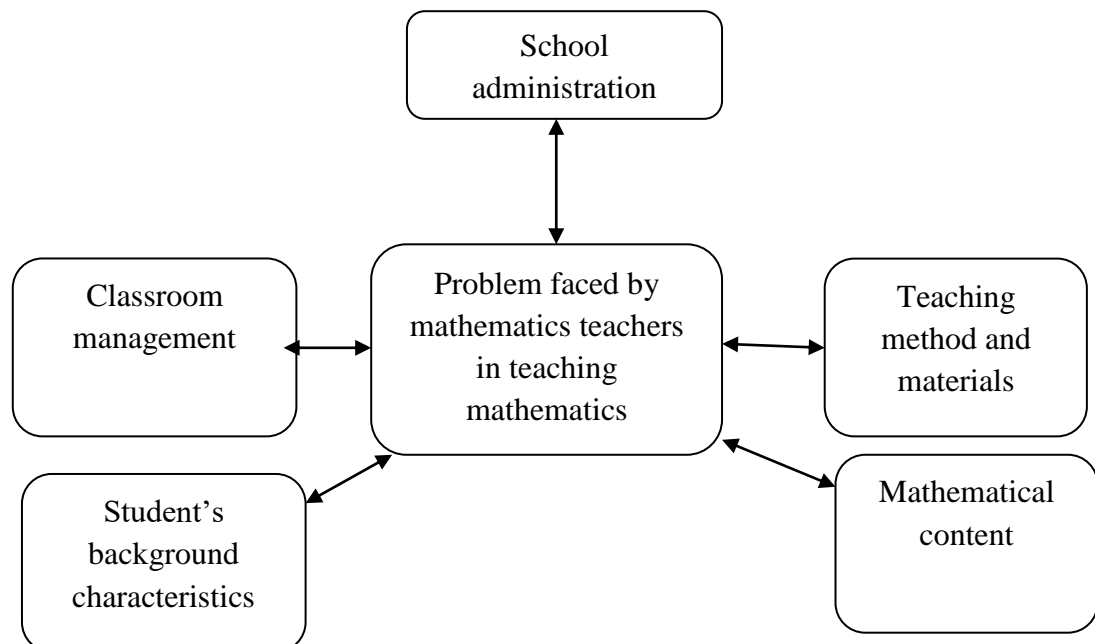 School
administration
Classroom
management
Problem faced by
mathematics teachers
in teaching
mathematics
Teaching
method and
materials
Student’s
background
characteristics
Mathematical
content